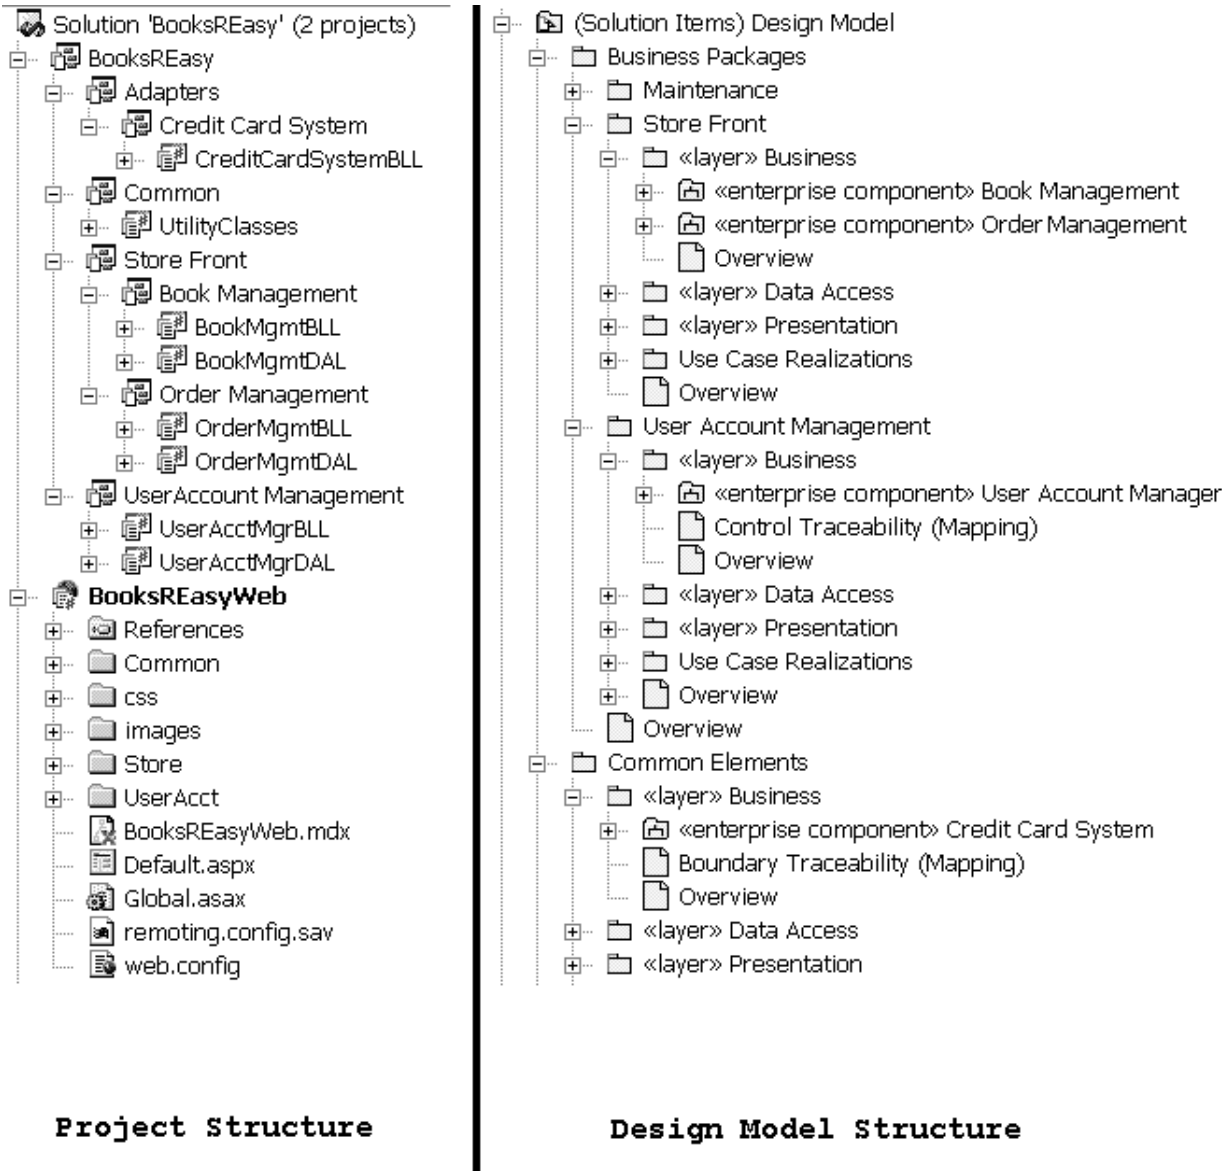 Solution 'BooksREasy' (2 projects)
BooksREasy
Adapters
Credit Card System
CreditCardSystemBLL
Common
UtilityClasses
Store Front
Book Management
BookMgmtBLL
BookMgmtDAL
Order Management
OrderMgmtBLL
OrderMgmtDAL
UserAccount Management
UserAcctMgrBLL
UserAcctMgrDAL
BooksREasyWeb
References
Common
css
images
Store
UserAcct
BooksREasyWeb.mdx
Default.aspx
Global.asax
remoting.config.sav
web.config
Project Structure
(Solution Items) Design Model
Business Packages
Maintenance
Store Front
«layer» Business
«enterprise component» Book Management
«enterprise component» Order Management
Overview
«layer» Data Access
«layer» Presentation
Use Case Realizations
Overview
User Account Management
«layer» Business
«enterprise component» User Account Manager
Control Traceability (Mapping)
Overview
«layer» Data Access
«layer» Presentation
Use Case Realizations
Overview
Overview
Common Elements
«layer» Business
«enterprise component» Credit Card System
Boundary Traceability (Mapping)
Overview
«layer» Data Access
«layer» Presentation
Design Model Structure